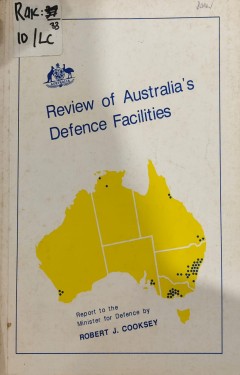 RAK:
38
10/LC
Review of Australia's
Defence Facilities
Report to the
Minister for Defence by
ROBERT J. COOKSEY